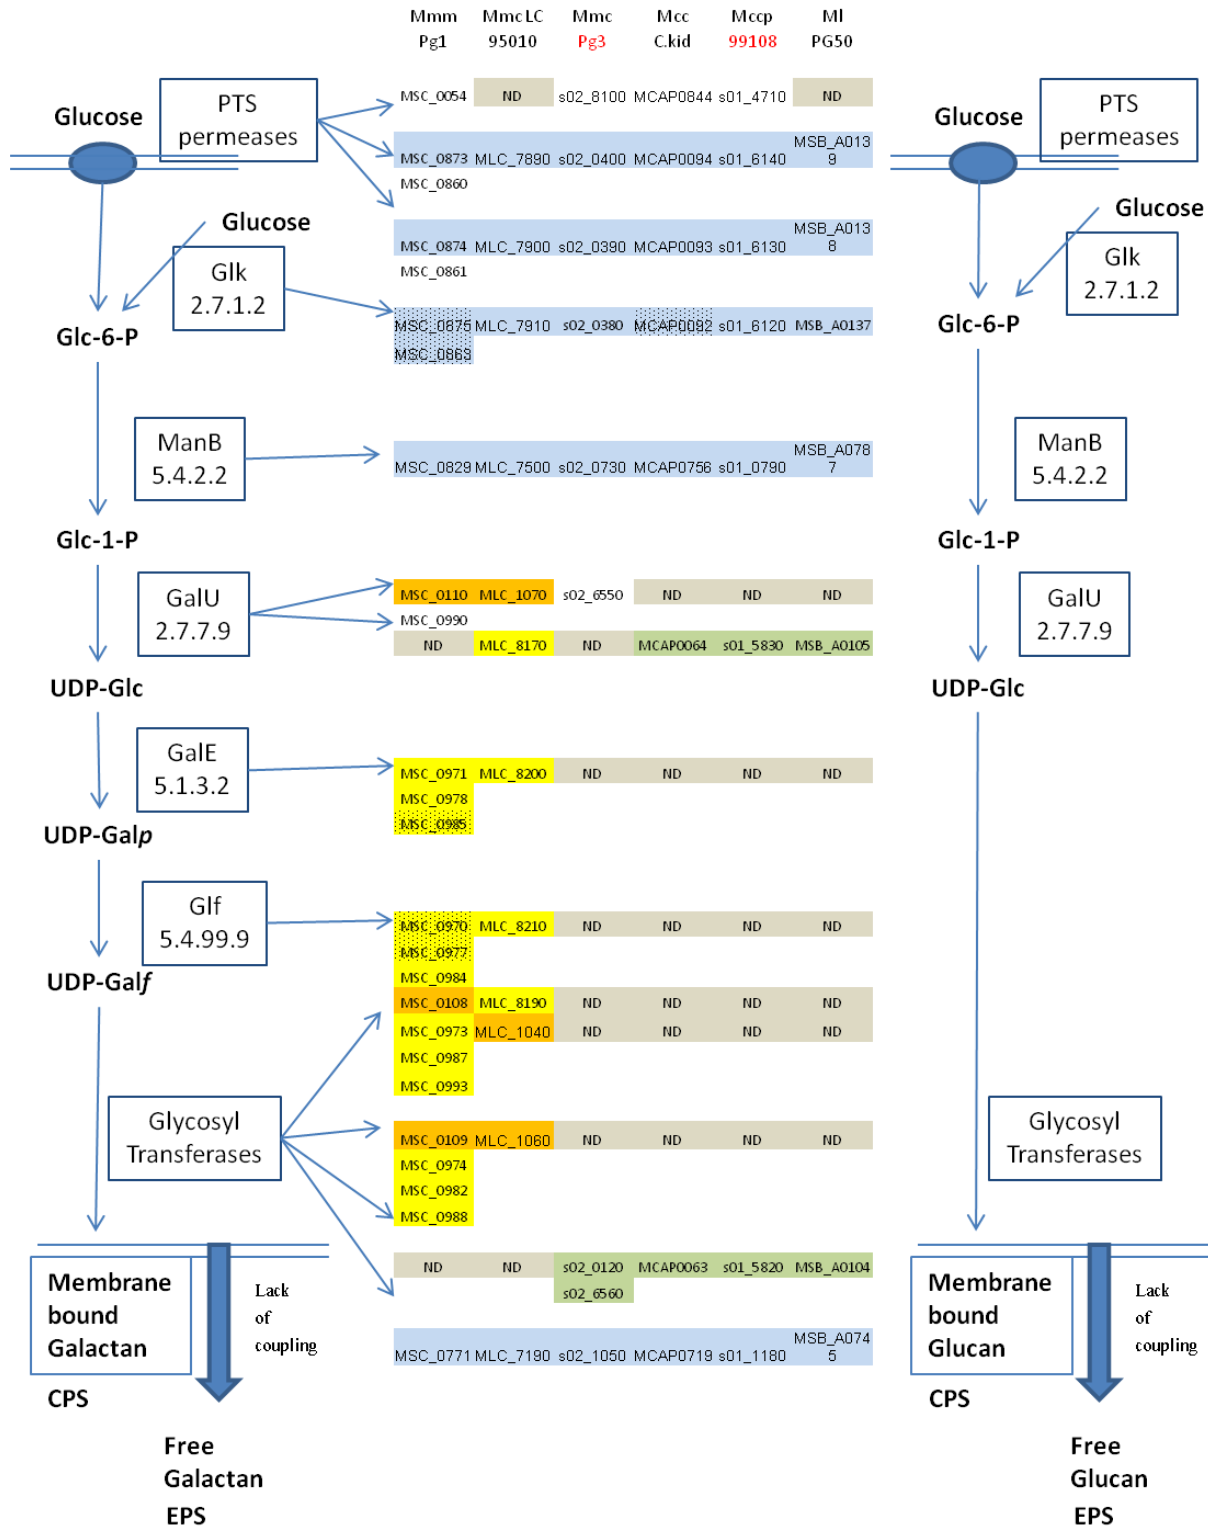 Mmm Mmc LC Mmc Mcc Mccp Ml
Pg1 95010 Pg3 C.kid 99108 PG50
Glucose
PTS
permeases
MSC_0054 ND s02_8100 MCAP0844 s01_4710 ND
MSC_0873 MLC_7890 s02_0400 MCAP0094 s01_6140 MSB_A013
9
MSC_0860
Glucose
Glk
2.7.1.2
MSC_0874 MLC_7900 s02_0390 MCAP0093 s01_6130 MSB_A013
8
MSC_0861
Glc-6-P
MSC_0875 MLC_7910 s02_0380 MCAP0092 s01_6120 MSB_A0137
MSC_0863
ManB
5.4.2.2
MSC_0829 MLC_7500 s02_0730 MCAP0756 s01_0790 MSB_A078
7
Glc-1-P
GalU
2.7.7.9
MSC_0110 MLC_1070 s02_6550 ND ND ND
MSC_0990
ND MLC_8170 ND MCAP0064 s01_5830 MSB_A0105
UDP-Glc
GalE
5.1.3.2
MSC_0971 MLC_8200 ND ND ND ND
MSC_0978
MSC_0985
UDP-Galp
Glf
5.4.99.9
MSC_0970 MLC_8210 ND ND ND ND
MSC_0977
MSC_0984
UDP-Galf
MSC_0108 MLC_8190 ND ND ND ND
MSC_0973 MLC_1040 ND ND ND ND
MSC_0987
MSC_0993
Glycosyl
Transferases
MSC_0109 MLC_1060 ND ND ND ND
MSC_0974
MSC_0982
MSC_0988
ND ND s02_0120 MCAP0063 s01_5820 MSB_A0104
s02_6560
MSC_0771 MLC_7190 s02_1050 MCAP0719 s01_1180 MSB_A074
5
Membrane
bound
Galactan
Lack
of
coupling
CPS
Free
Galactan
EPS
Glucose
PTS
permeases
Glucose
Glk
2.7.1.2
Glc-6-P
ManB
5.4.2.2
Glc-1-P
GalU
2.7.7.9
UDP-Glc
Glycosyl
Transferases
Membrane
bound
Glucan
Lack
of
coupling
CPS
Free
Glucan
EPS